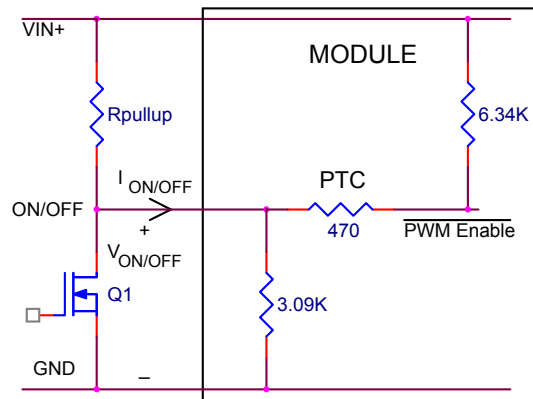 VIN+
MODULE
Rpullup
6.34K
I ON/OFF
PTC
ON/OFF
+
470
PWM Enable
V ON/OFF
Q1
3.09K
GND
–